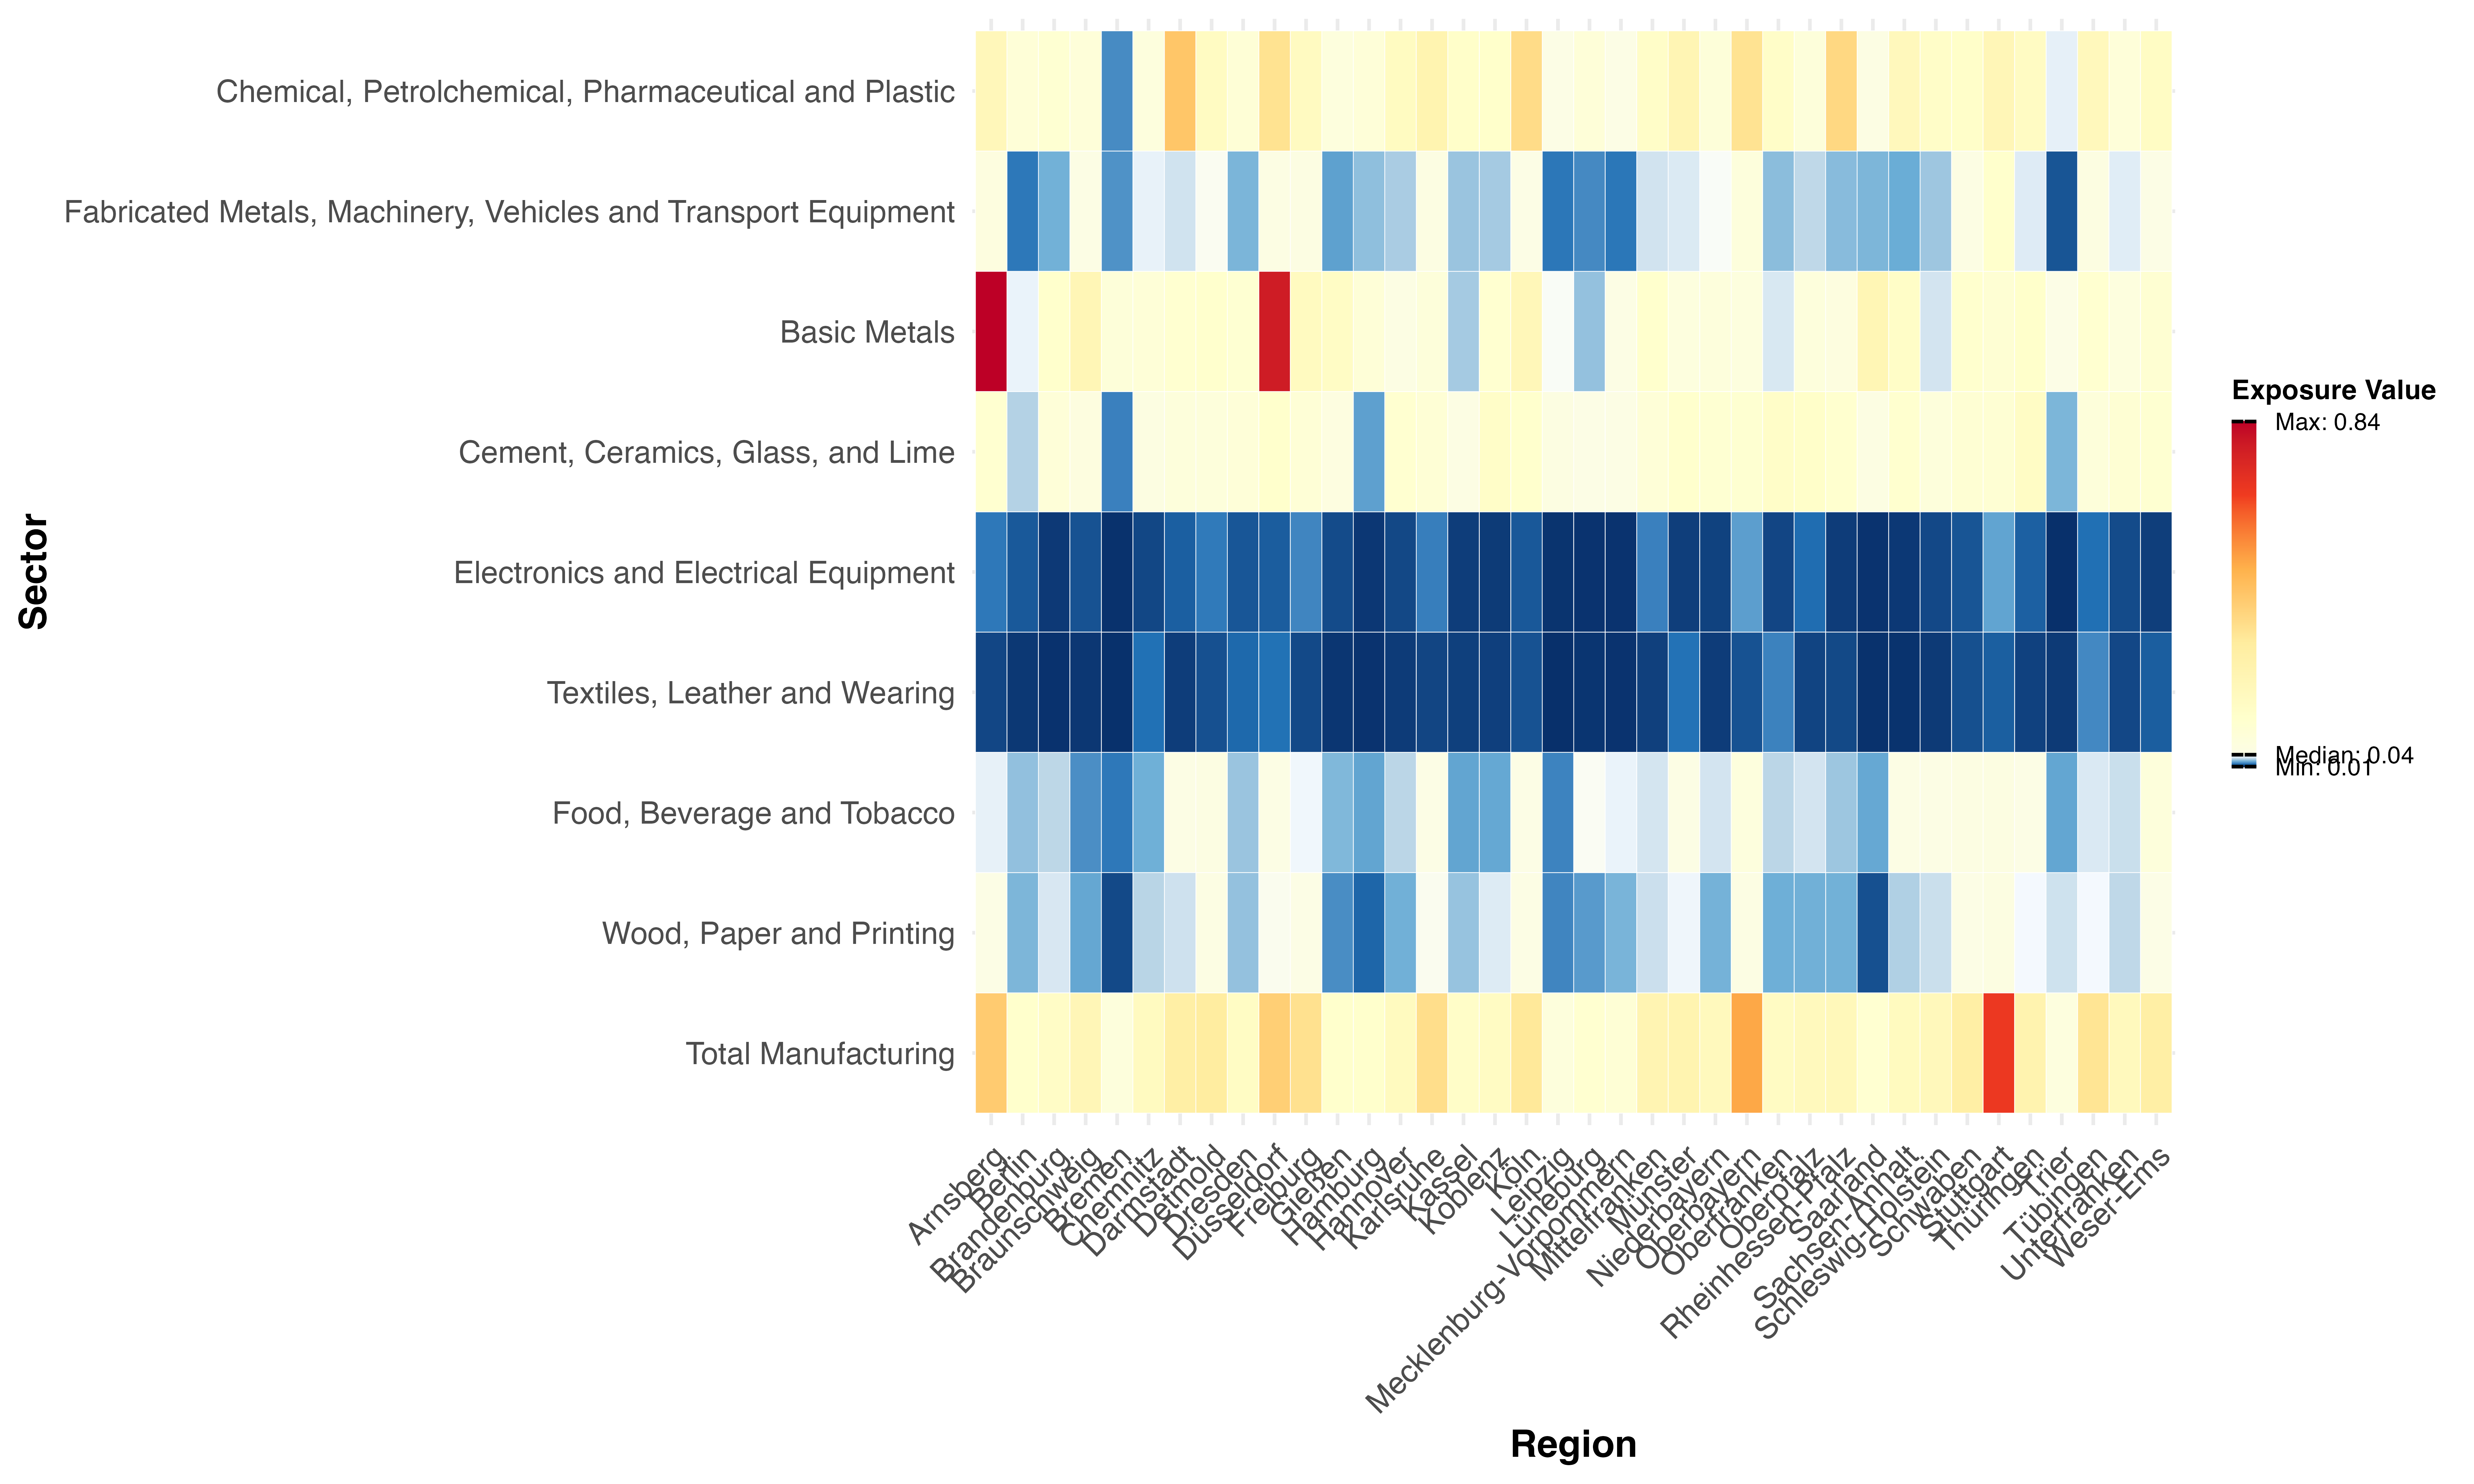 Chemical, Petrolchemical, Pharmaceutical and Plastic
Fabricated Metals, Machinery, Vehicles and Transport Equipment
Basic Metals
Cement, Ceramics, Glass, and Lime
Electronics and Electrical Equipment
Textiles, Leather and Wearing
Food, Beverage and Tobacco
Wood, Paper and Printing
Total Manufacturing
Sector
Arnsberg
Berlin
Brandenburg
Braunschweig
Bremen
Chemnitz
Darmstadt
Detmold
Dresden
Düsseldorf
Freiburg
Gießen
Hamburg
Hannover
Karlsruhe
Kassel
Koblenz
Köln
Leipzig
Lüneburg
Mecklenburg-Vorpommern
Mittelfranken
Münster
Niederbayern
Oberbayern
Oberfranken
Oberpfalz
Rheinhessen-Pfalz
Saarland
Sachsen-Anhalt
Schleswig-Holstein
Schwaben
Stuttgart
Thüringen
Trier
Tübingen
Unterfranken
Weser-Ems
Region
Exposure Value
Max: 0.84
Median: 0.04
Min: 0.01